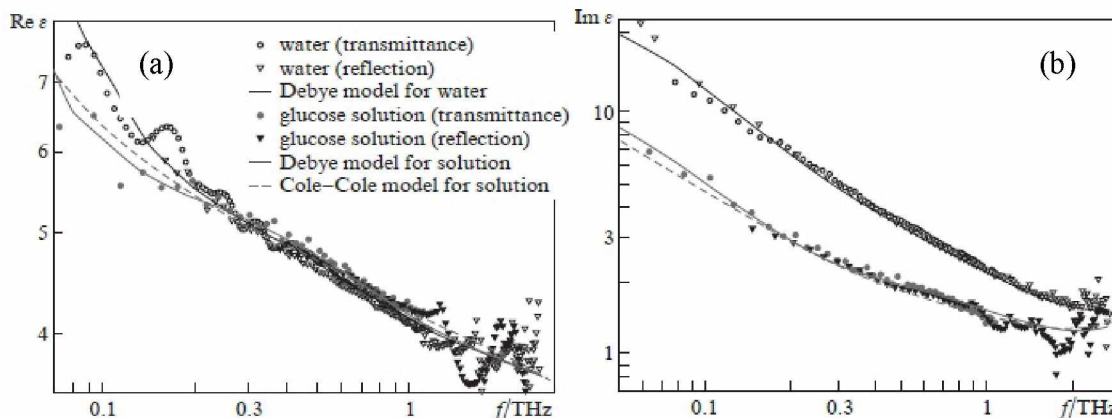 Re ε
(a)
water (transmittance)
water (reflection)
Debye model for water
glucose solution (transmittance)
glucose solution (reflection)
Debye model for solution
Cole–Cole model for solution
7
6
5
4
0.1 0.3 1 f/THz
Im ε
(b)
10
3
1
0.1 0.3 1 f/THz